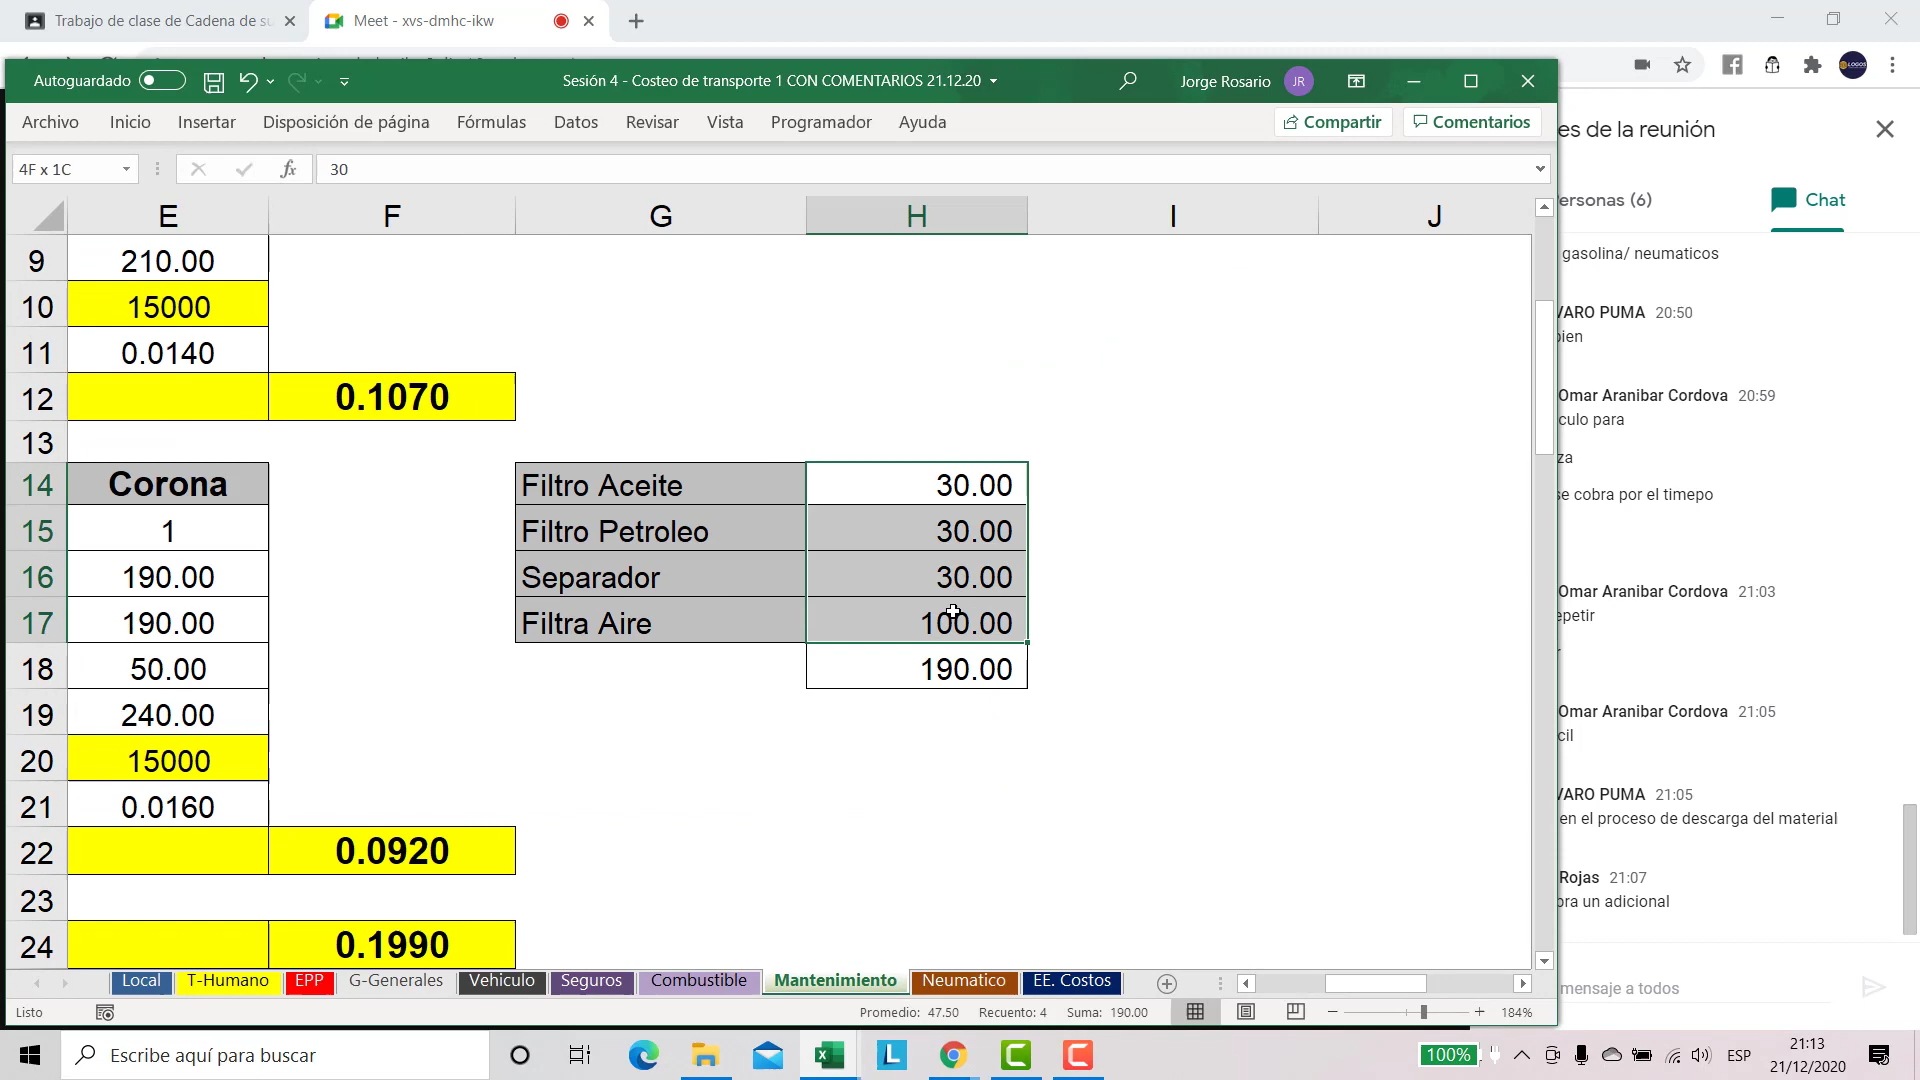 Trabajo de clase de Cadena de su
Meet - xvs-dmhc-ikw
Autoguardado
Sesión 4 - Costeo de transporte 1 CON COMENTARIOS 21.12.20
Jorge Rosario
JR
Archivo
Inicio
Insertar
Disposición de página
Fórmulas
Datos
Revisar
Vista
Programador
Ayuda
Compartir
Comentarios
4F x 1C
fx
30
E F G H I J
9 210.00
10 15000
11 0.0140
12 0.1070
13
14 Corona Filtro Aceite 30.00
15 1 Filtro Petroleo 30.00
16 190.00 Separador 30.00
17 190.00 Filtra Aire 100.00
18 50.00 190.00
19 240.00
20 15000
21 0.0160
22 0.0920
23
24 0.1990
Local
T-Humano
EPP
G-Generales
Vehiculo
Seguros
Combustible
Mantenimiento
Neumatico
EE. Costos
Listo
Promedio: 47.50
Recuento: 4
Suma: 190.00
184%
es de la reunión
ersonas (6)
Chat
gasolina/ neumaticos
VARO PUMA 20:50
bien
Omar Aranibar Cordova 20:59
culo para
za
se cobra por el timepo
Omar Aranibar Cordova 21:03
epetir
Omar Aranibar Cordova 21:05
cil
VARO PUMA 21:05
en el proceso de descarga del material
Rojas 21:07
bra un adicional
mensaje a todos
Escribe aquí para buscar
100%
ESP
21:13
21/12/2020